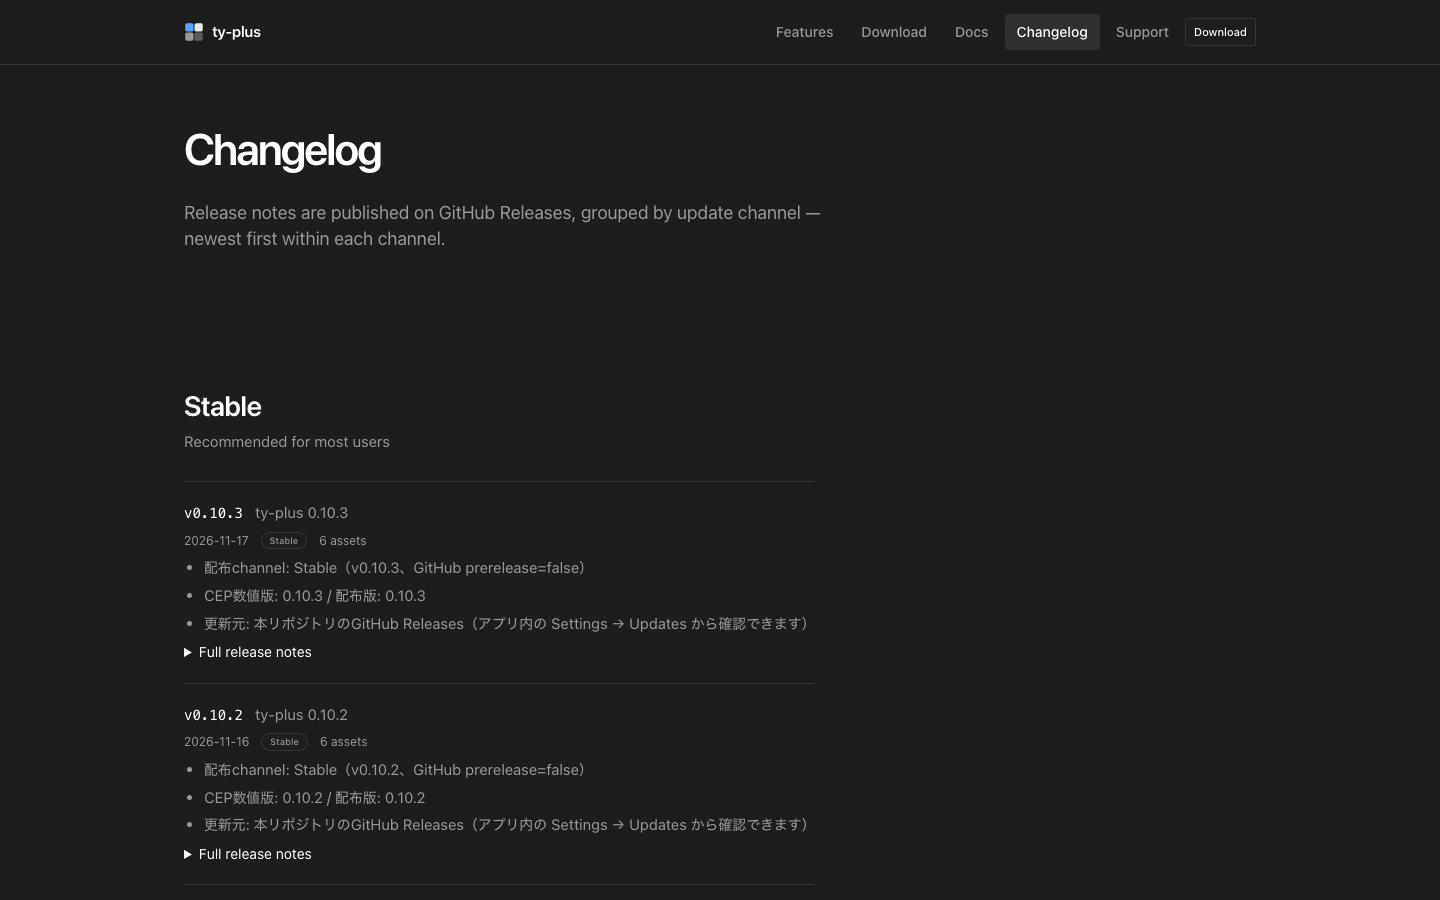 ty-plus
Features
Download
Docs
Changelog
Support
Download
Changelog
Release notes are published on GitHub Releases, grouped by update channel —
newest first within each channel.
Stable
Recommended for most users
v0.10.3 ty-plus 0.10.3
2026-11-17 Stable 6 assets
• 配布channel: Stable（v0.10.3、GitHub prerelease=false）
• CEP数値版: 0.10.3 / 配布版: 0.10.3
• 更新元: 本リポジトリのGitHub Releases（アプリ内の Settings → Updates から確認できます）
▶ Full release notes
v0.10.2 ty-plus 0.10.2
2026-11-16 Stable 6 assets
• 配布channel: Stable（v0.10.2、GitHub prerelease=false）
• CEP数値版: 0.10.2 / 配布版: 0.10.2
• 更新元: 本リポジトリのGitHub Releases（アプリ内の Settings → Updates から確認できます）
▶ Full release notes